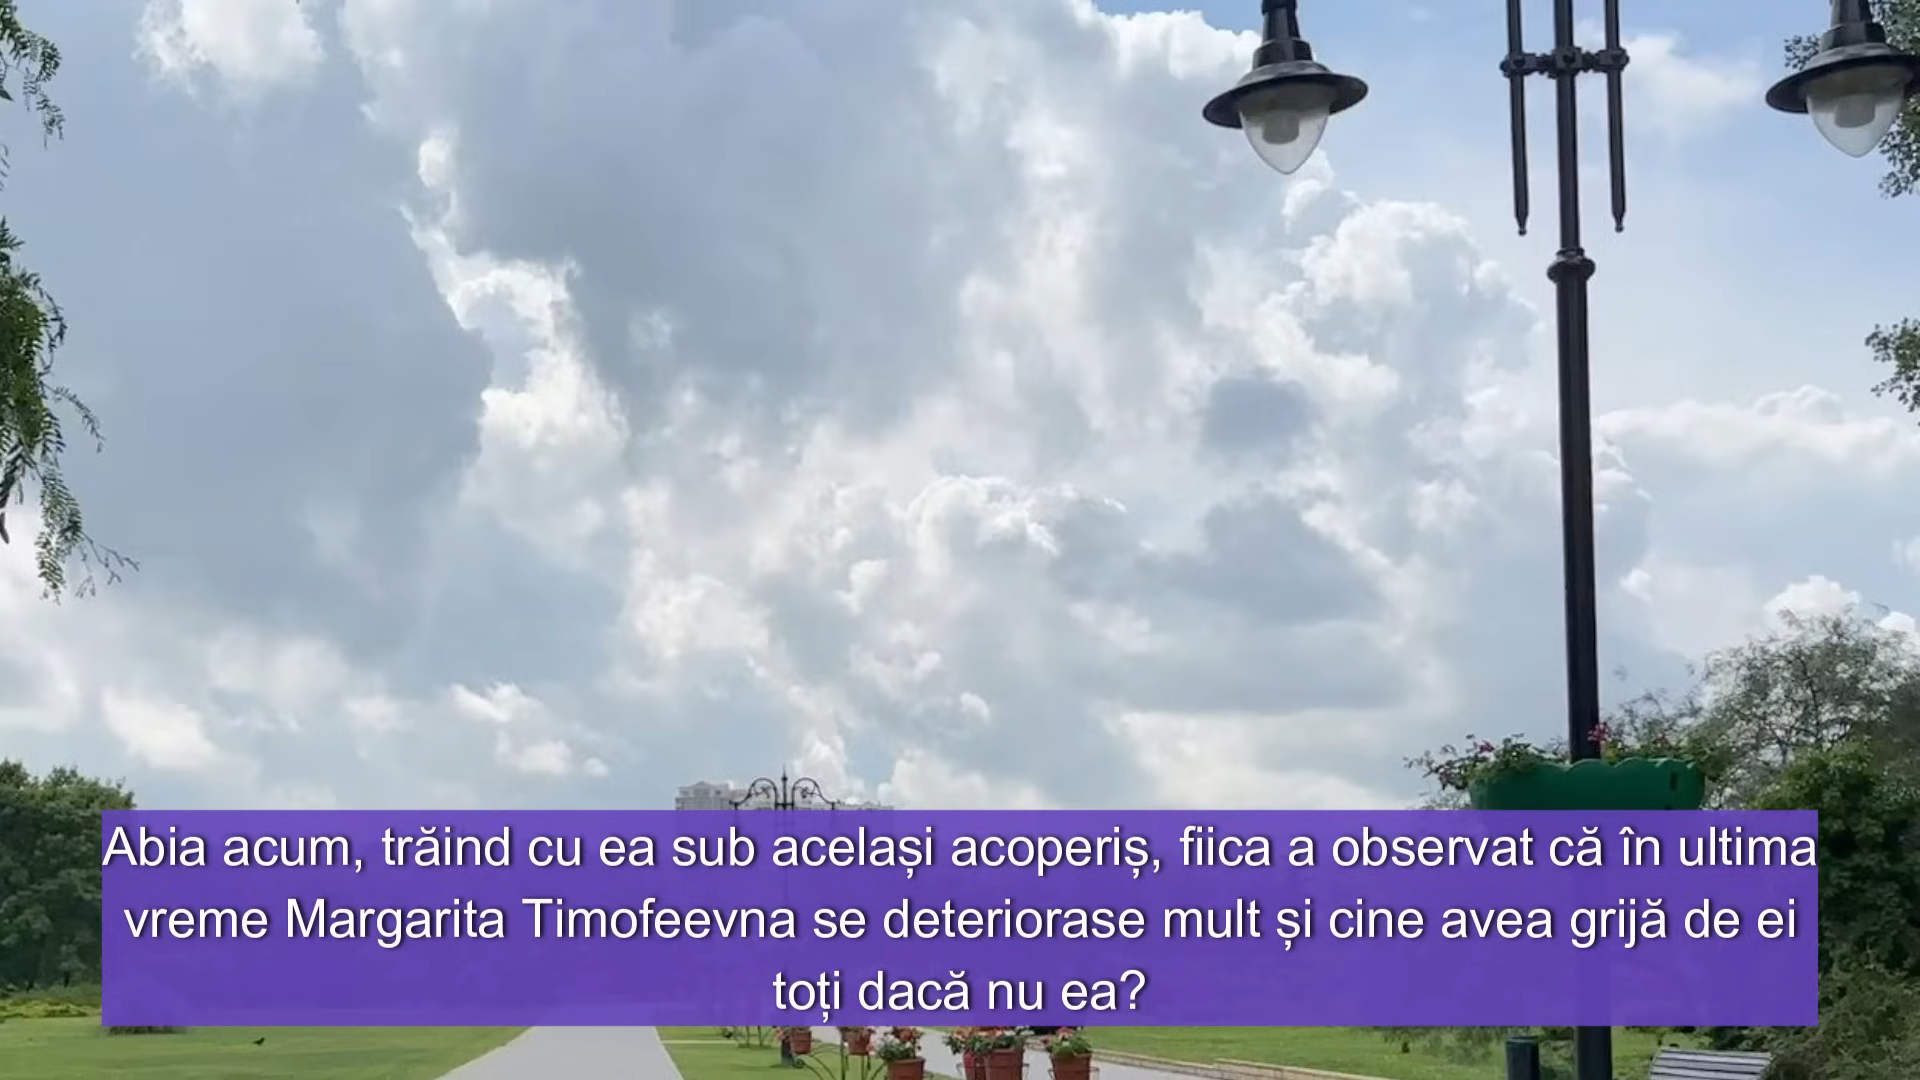 Abia acum, trăind cu ea sub același acoperiș, fiica a observat că în ultima
vreme Margarita Timofeevna se deteriorase mult și cine avea grijă de ei
toți dacă nu ea?